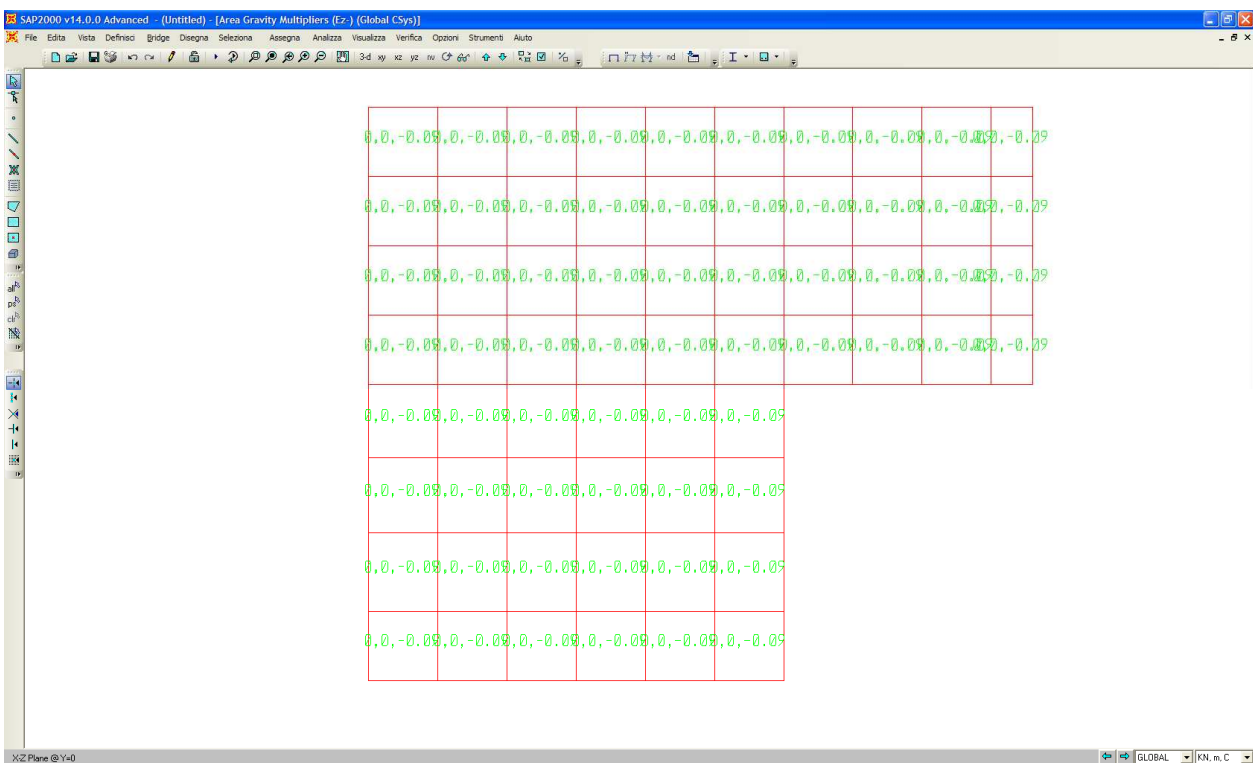 SAP2000 v14.0.0 Advanced - (Untitled) - [Area Gravity Multipliers (Ez-) (Global CSys)]
File Edita Vista Definisci Bridge Disegna Seleziona Assegna Analizza Visualizza Verifica Opzioni Strumenti Aiuto
3-d xy xz yz nv nd
all
ps
clr
0,0,-0.09 0,0,-0.09 0,0,-0.09 0,0,-0.09 0,0,-0.09 0,0,-0.09 0,0,-0.09 0,0,-0.09 0,0,-0.09 0,0,-0.09
0,0,-0.09 0,0,-0.09 0,0,-0.09 0,0,-0.09 0,0,-0.09 0,0,-0.09 0,0,-0.09 0,0,-0.09 0,0,-0.09 0,0,-0.09
0,0,-0.09 0,0,-0.09 0,0,-0.09 0,0,-0.09 0,0,-0.09 0,0,-0.09 0,0,-0.09 0,0,-0.09 0,0,-0.09 0,0,-0.09
0,0,-0.09 0,0,-0.09 0,0,-0.09 0,0,-0.09 0,0,-0.09 0,0,-0.09 0,0,-0.09 0,0,-0.09 0,0,-0.09 0,0,-0.09
0,0,-0.09 0,0,-0.09 0,0,-0.09 0,0,-0.09 0,0,-0.09 0,0,-0.09
0,0,-0.09 0,0,-0.09 0,0,-0.09 0,0,-0.09 0,0,-0.09 0,0,-0.09
0,0,-0.09 0,0,-0.09 0,0,-0.09 0,0,-0.09 0,0,-0.09 0,0,-0.09
0,0,-0.09 0,0,-0.09 0,0,-0.09 0,0,-0.09 0,0,-0.09 0,0,-0.09
X-Z Plane @ Y=0 GLOBAL KN, m, C